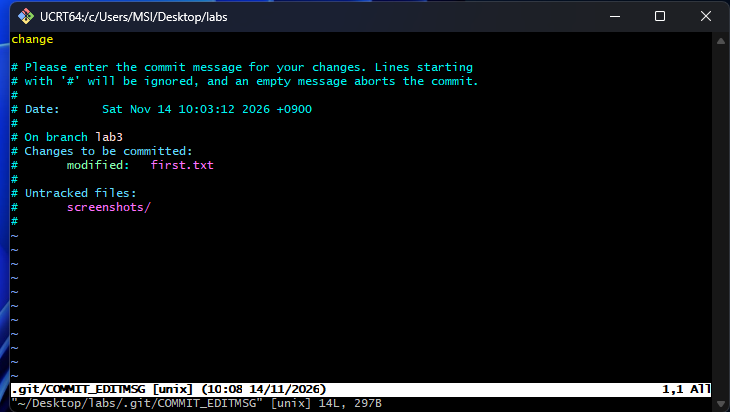 UCRT64:/c/Users/MSI/Desktop/labs
change
# Please enter the commit message for your changes. Lines starting
# with '#' will be ignored, and an empty message aborts the commit.
#
# Date:      Sat Nov 14 10:03:12 2026 +0900
#
# On branch lab3
# Changes to be committed:
#       modified:   first.txt
#
# Untracked files:
#       screenshots/
#
~
~
~
~
~
~
~
~
~
~
~
.git/COMMIT_EDITMSG [unix] (10:08 14/11/2026) 1,1 All
"~/Desktop/labs/.git/COMMIT_EDITMSG" [unix] 14L, 297B